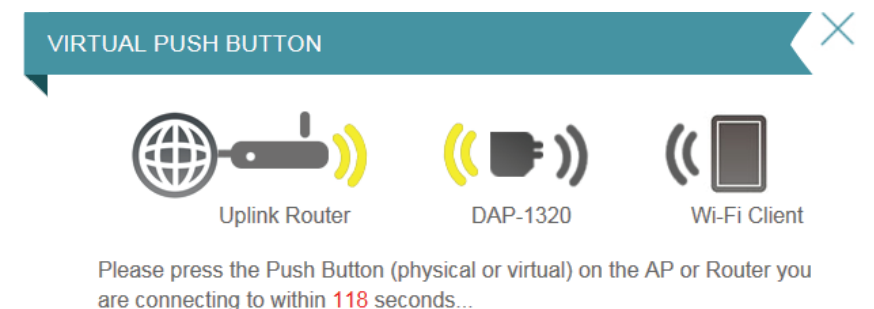 VIRTUAL PUSH BUTTON
Uplink Router
DAP-1320
Wi-Fi Client
Please press the Push Button (physical or virtual) on the AP or Router you
are connecting to within 118 seconds...